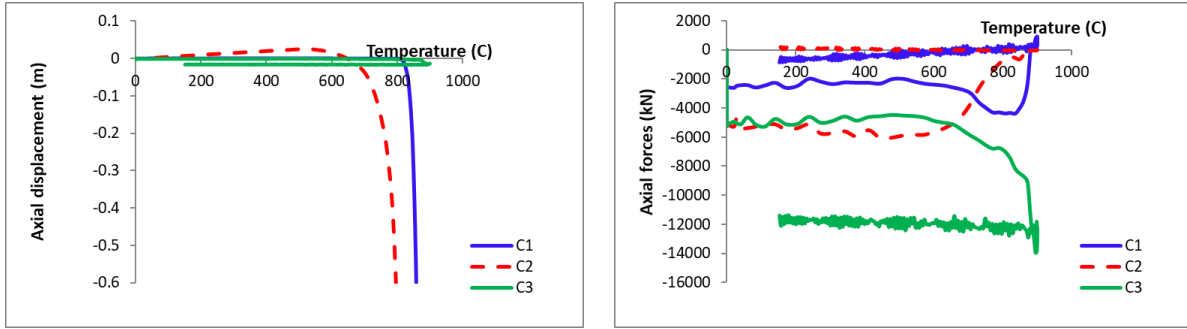 0.1
0
-0.1
-0.2
-0.3
-0.4
-0.5
-0.6
0 200 400 600 800 1000
Temperature (C)
Axial displacement (m)
C1
C2
C3
2000
0
-2000
-4000
-6000
-8000
-10000
-12000
-14000
-16000
0 200 400 600 800 1000
Temperature (C)
Axial forces (kN)
C1
C2
C3